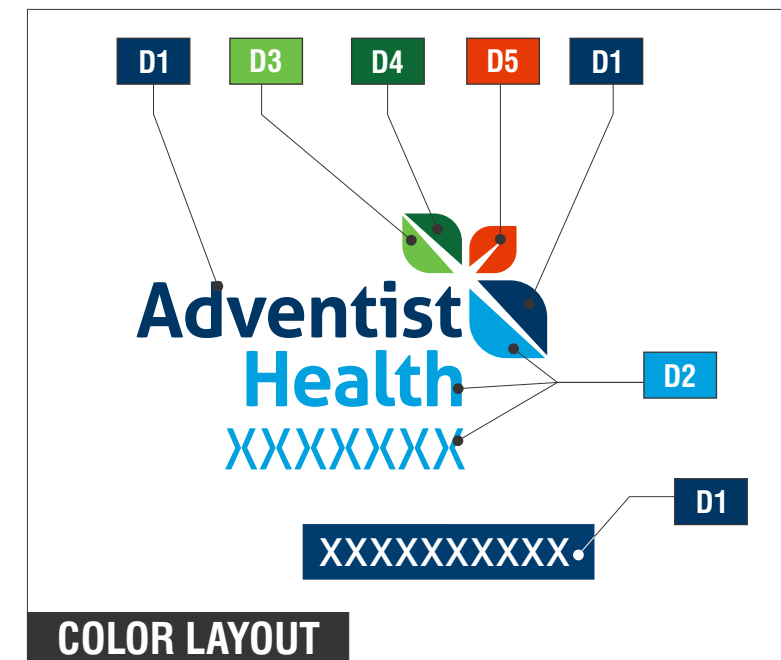 D1 D3 D4 D5 D1
Adventist
Health
D2
XXXXXXX
D1
XXXXXXXXXX
COLOR LAYOUT